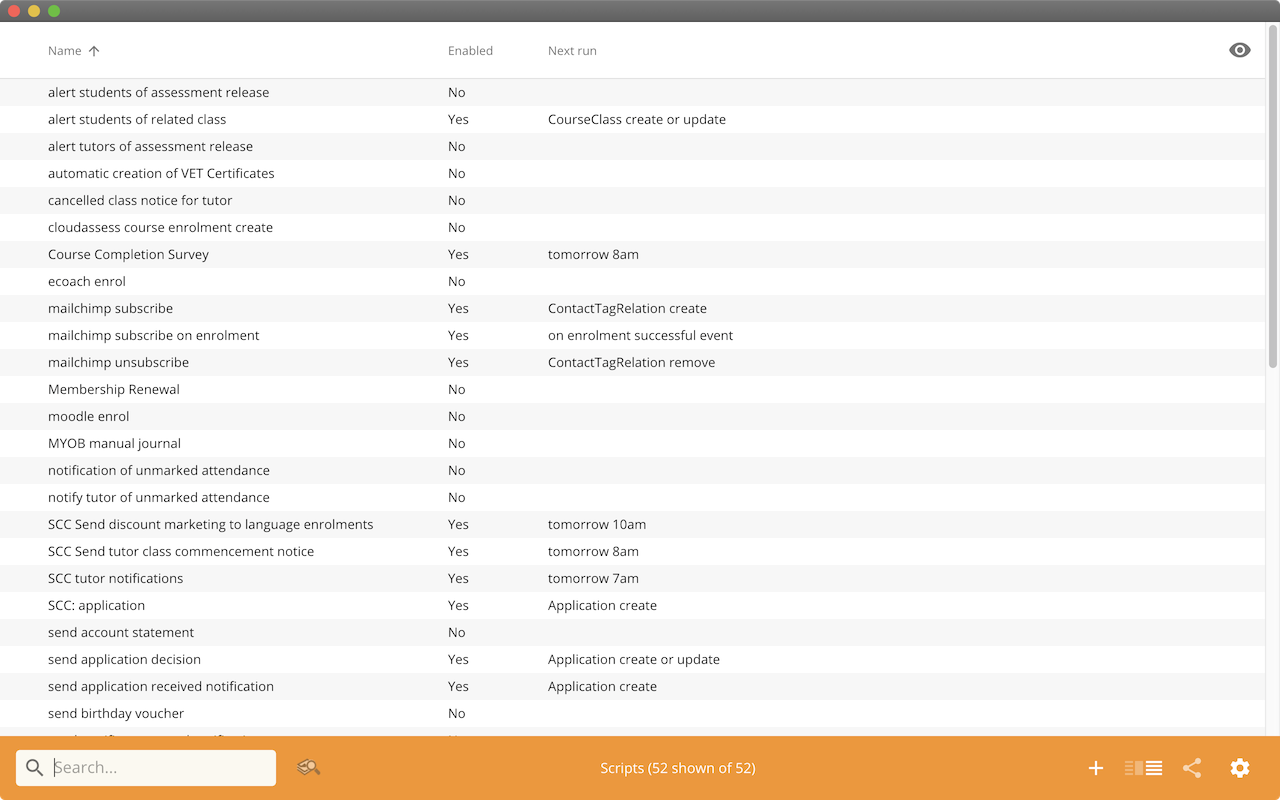 Name Enabled Next run
alert students of assessment release No
alert students of related class Yes CourseClass create or update
alert tutors of assessment release No
automatic creation of VET Certificates No
cancelled class notice for tutor No
cloudassess course enrolment create No
Course Completion Survey Yes tomorrow 8am
ecoach enrol No
mailchimp subscribe Yes ContactTagRelation create
mailchimp subscribe on enrolment Yes on enrolment successful event
mailchimp unsubscribe Yes ContactTagRelation remove
Membership Renewal No
moodle enrol No
MYOB manual journal No
notification of unmarked attendance No
notify tutor of unmarked attendance No
SCC Send discount marketing to language enrolments Yes tomorrow 10am
SCC Send tutor class commencement notice Yes tomorrow 8am
SCC tutor notifications Yes tomorrow 7am
SCC: application Yes Application create
send account statement No
send application decision Yes Application create or update
send application received notification Yes Application create
send birthday voucher No
Search... Scripts (52 shown of 52)